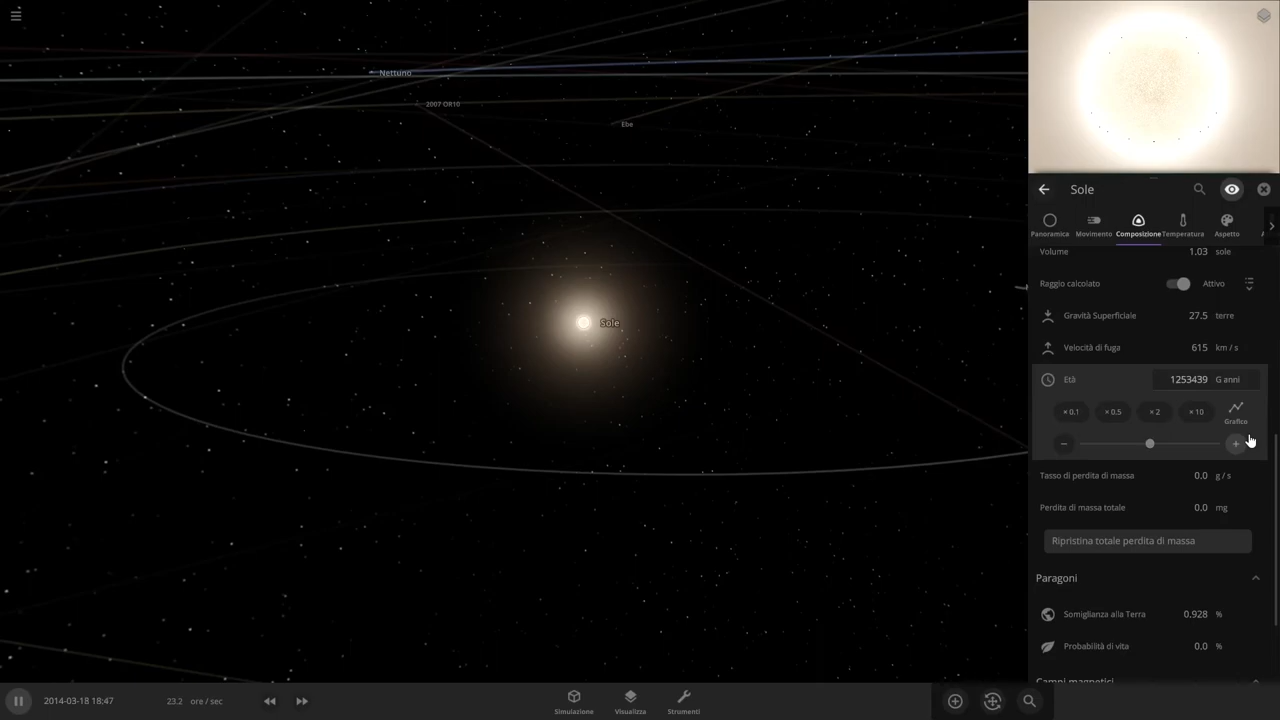 Nettuno
2007 OR10
Ebe
Sole
Sole
Panoramica Movimento Composizione Temperatura Aspetto
Volume 1.03 sole
Raggio calcolato Attivo
Gravità Superficiale 27.5 terre
Velocità di fuga 615 km / s
Età 1253439 G anni
× 0.1 × 0.5 × 2 × 10 Grafico
Tasso di perdita di massa 0.0 g / s
Perdita di massa totale 0.0 mg
Ripristina totale perdita di massa
Paragoni
Somiglianza alla Terra 0.928 %
Probabilità di vita 0.0 %
Campi magnetici
2014-03-18 18:47 23.2 ore / sec Simulazione Visualizza Strumenti